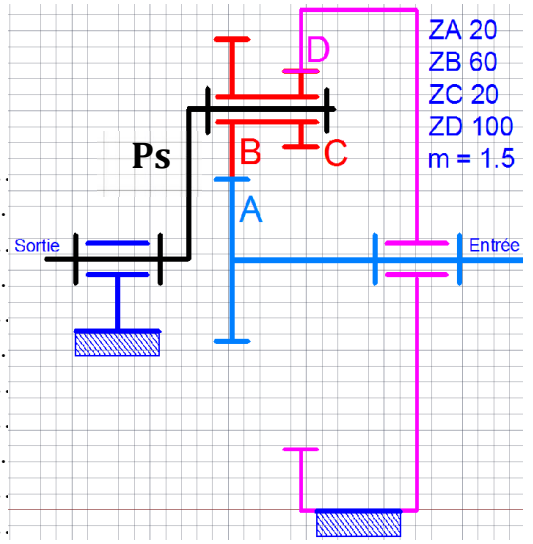 D
ZA 20
ZB 60
ZC 20
ZD 100
m = 1.5
Ps
B
C
A
Sortie
Entrée